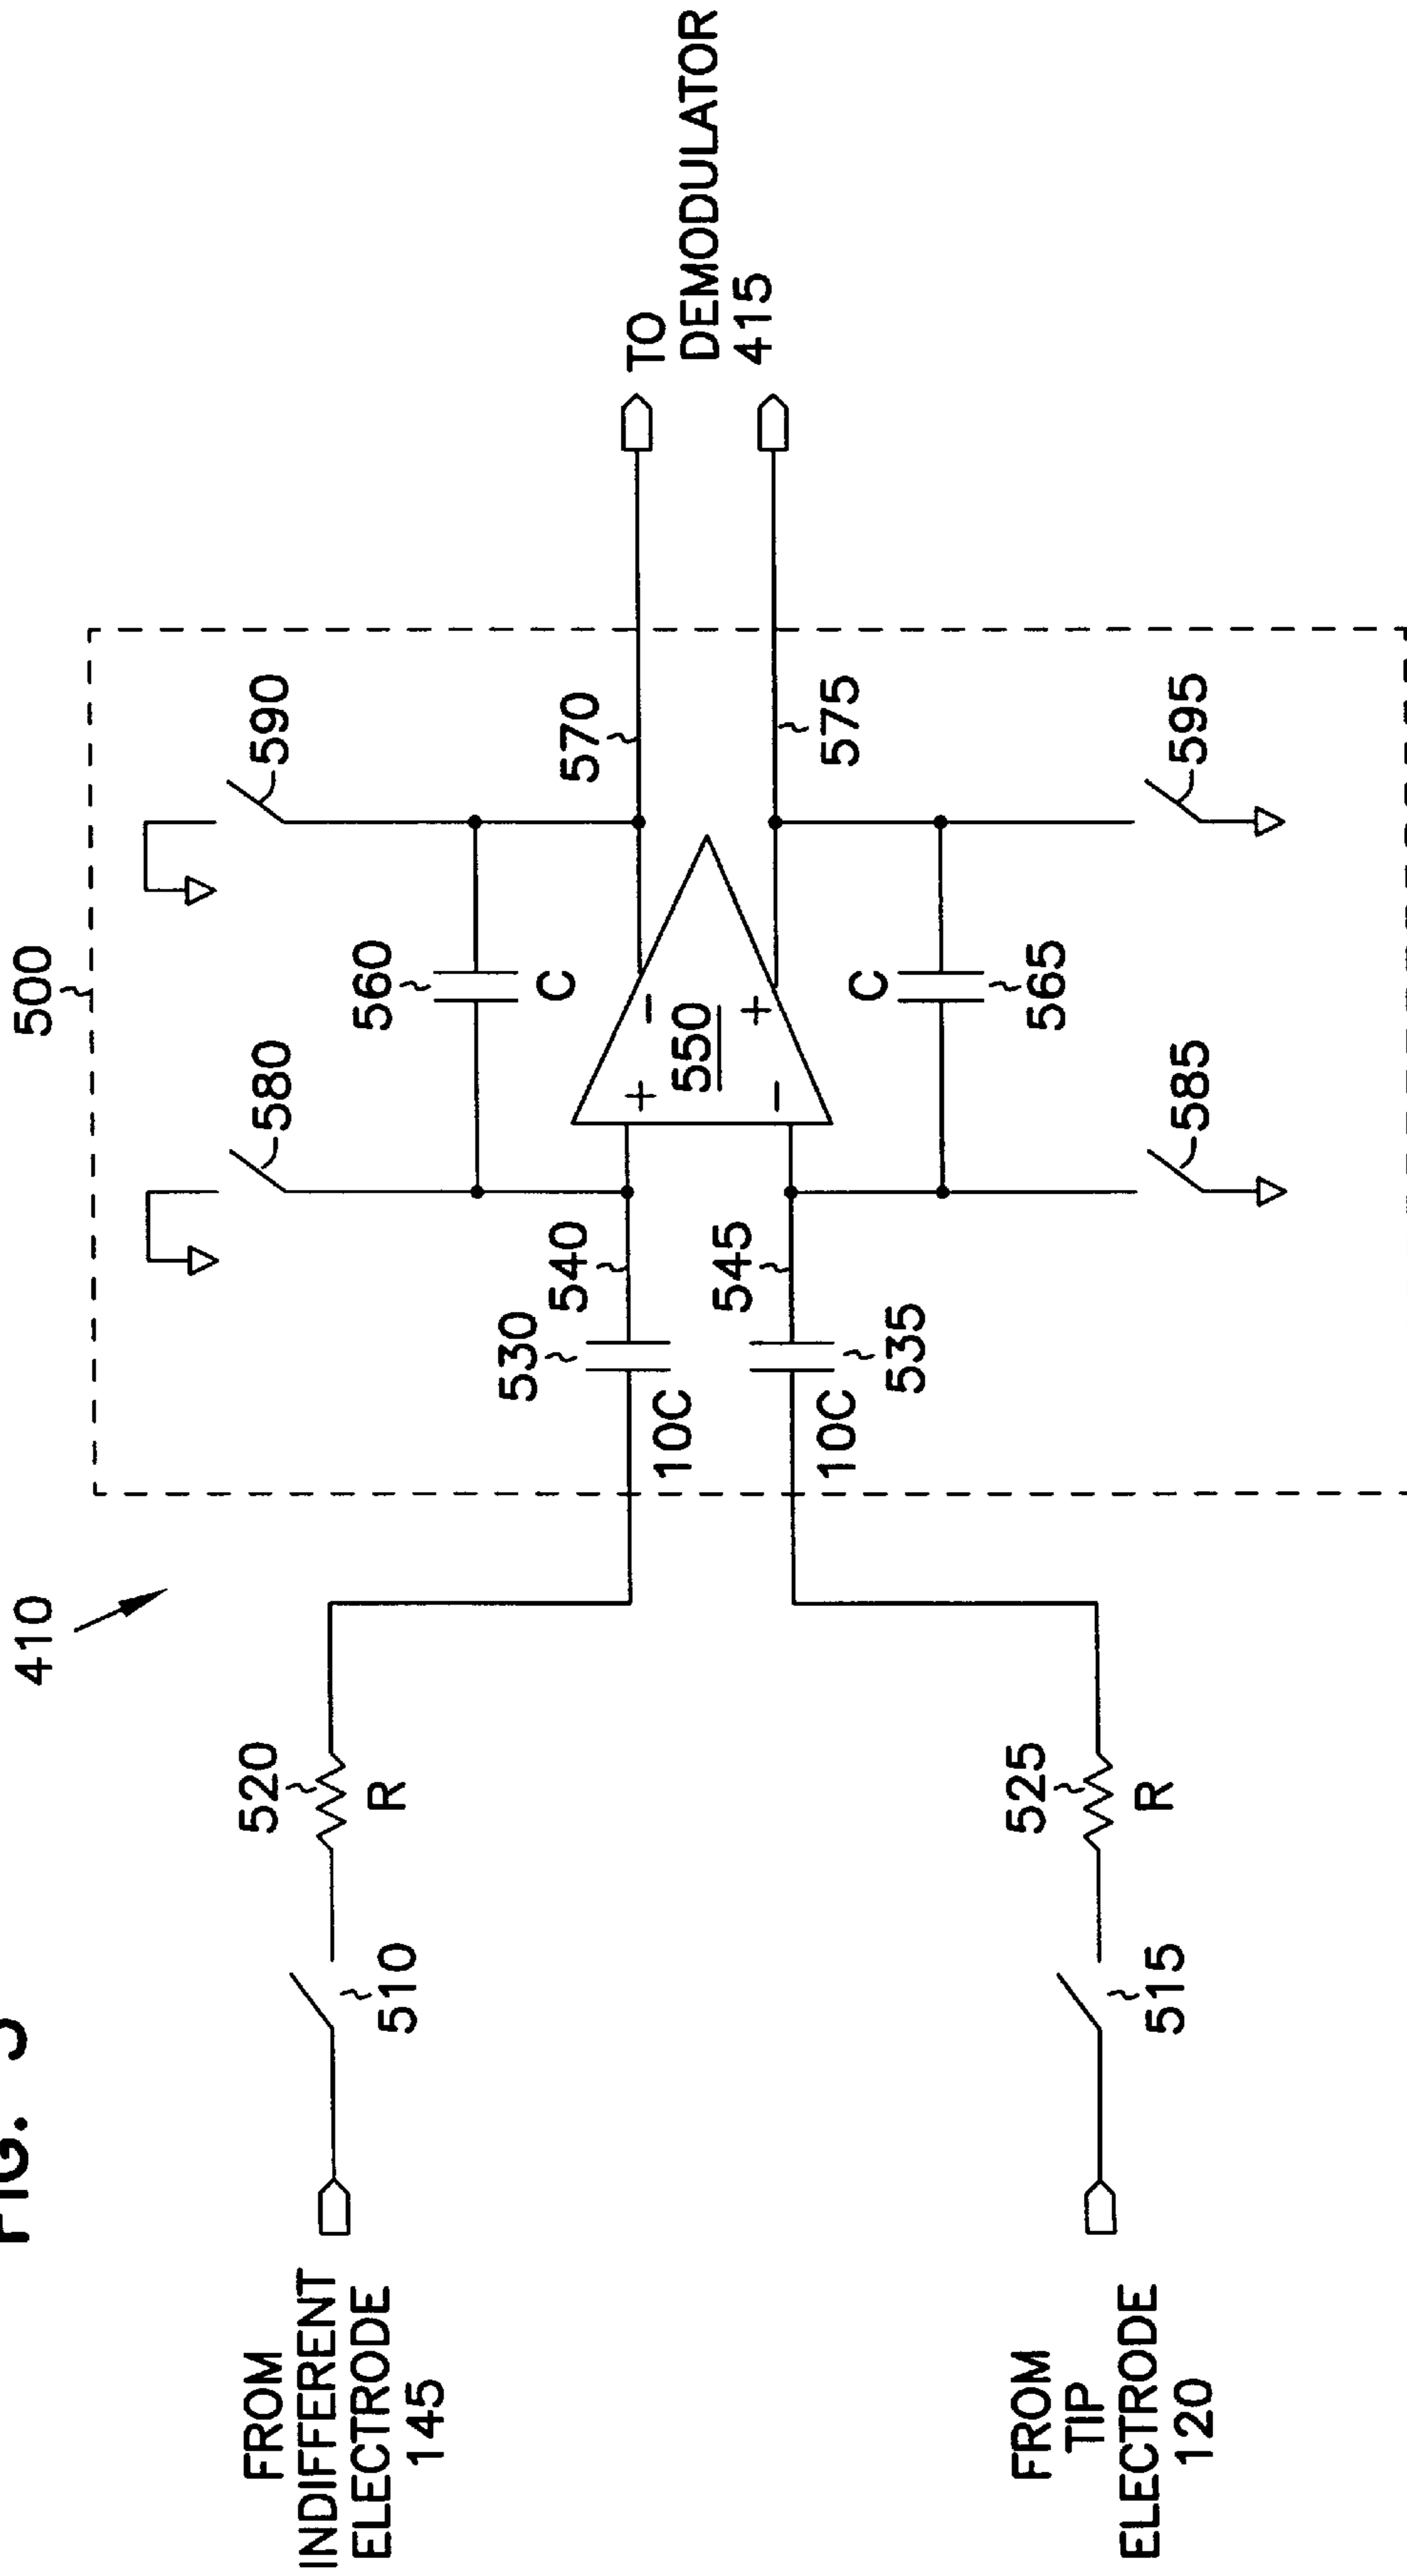 FIG. 5
410
500
FROM
INDIFFERENT
ELECTRODE
145
510
520
R
530
10C
540
580
560
C
590
570
550
+
−
−
+
TO
DEMODULATOR
415
FROM
TIP
ELECTRODE
120
515
525
R
535
10C
545
585
565
C
595
575